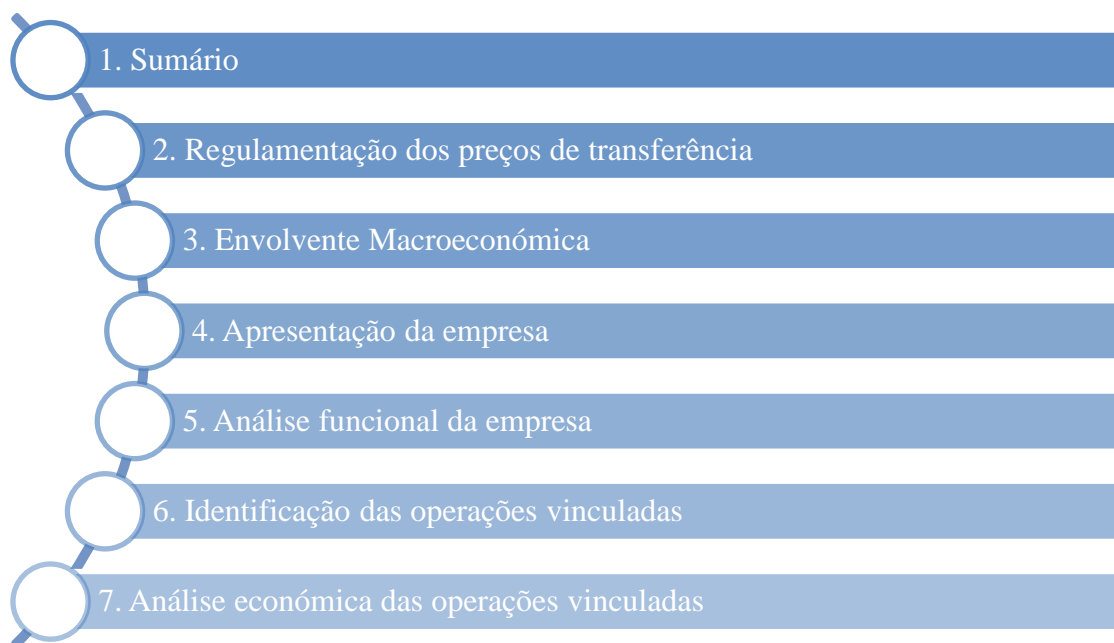 1. Sumário
2. Regulamentação dos preços de transferência
3. Envolvente Macroeconómica
4. Apresentação da empresa
5. Análise funcional da empresa
6. Identificação das operações vinculadas
7. Análise económica das operações vinculadas